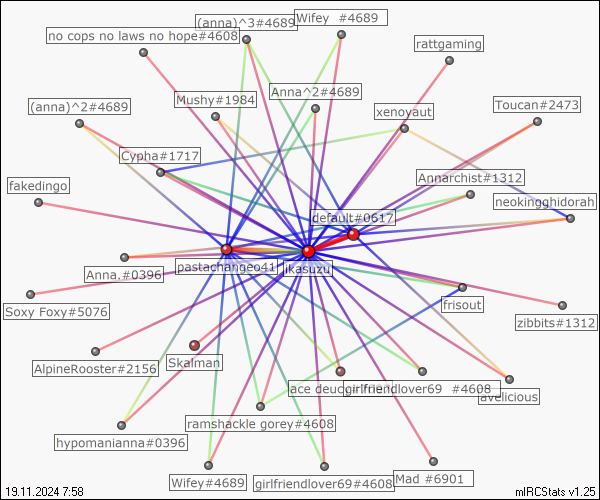 (anna)^3#4689
Wifey #4689
no cops no laws no hope#4608
rattgaming
Anna^2#4689
Mushy#1984
(anna)^2#4689
Toucan#2473
xenoyaut
Cypha#1717
Annarchist#1312
fakedingo
neokingghidorah
default#0617
pastachangeo41
ikasuzu
Anna.#0396
Soxy Foxy#5076
frisout
zibbits#1312
Skalman
AlpineRooster#2156
ace deuce
girlfriendlover69 #4608
avelicious
ramshackle gorey#4608
hypomanianna#0396
Wifey#4689
girlfriendlover69#4608
Mad #6901
19.11.2024 7:58
mIRCStats v1.25